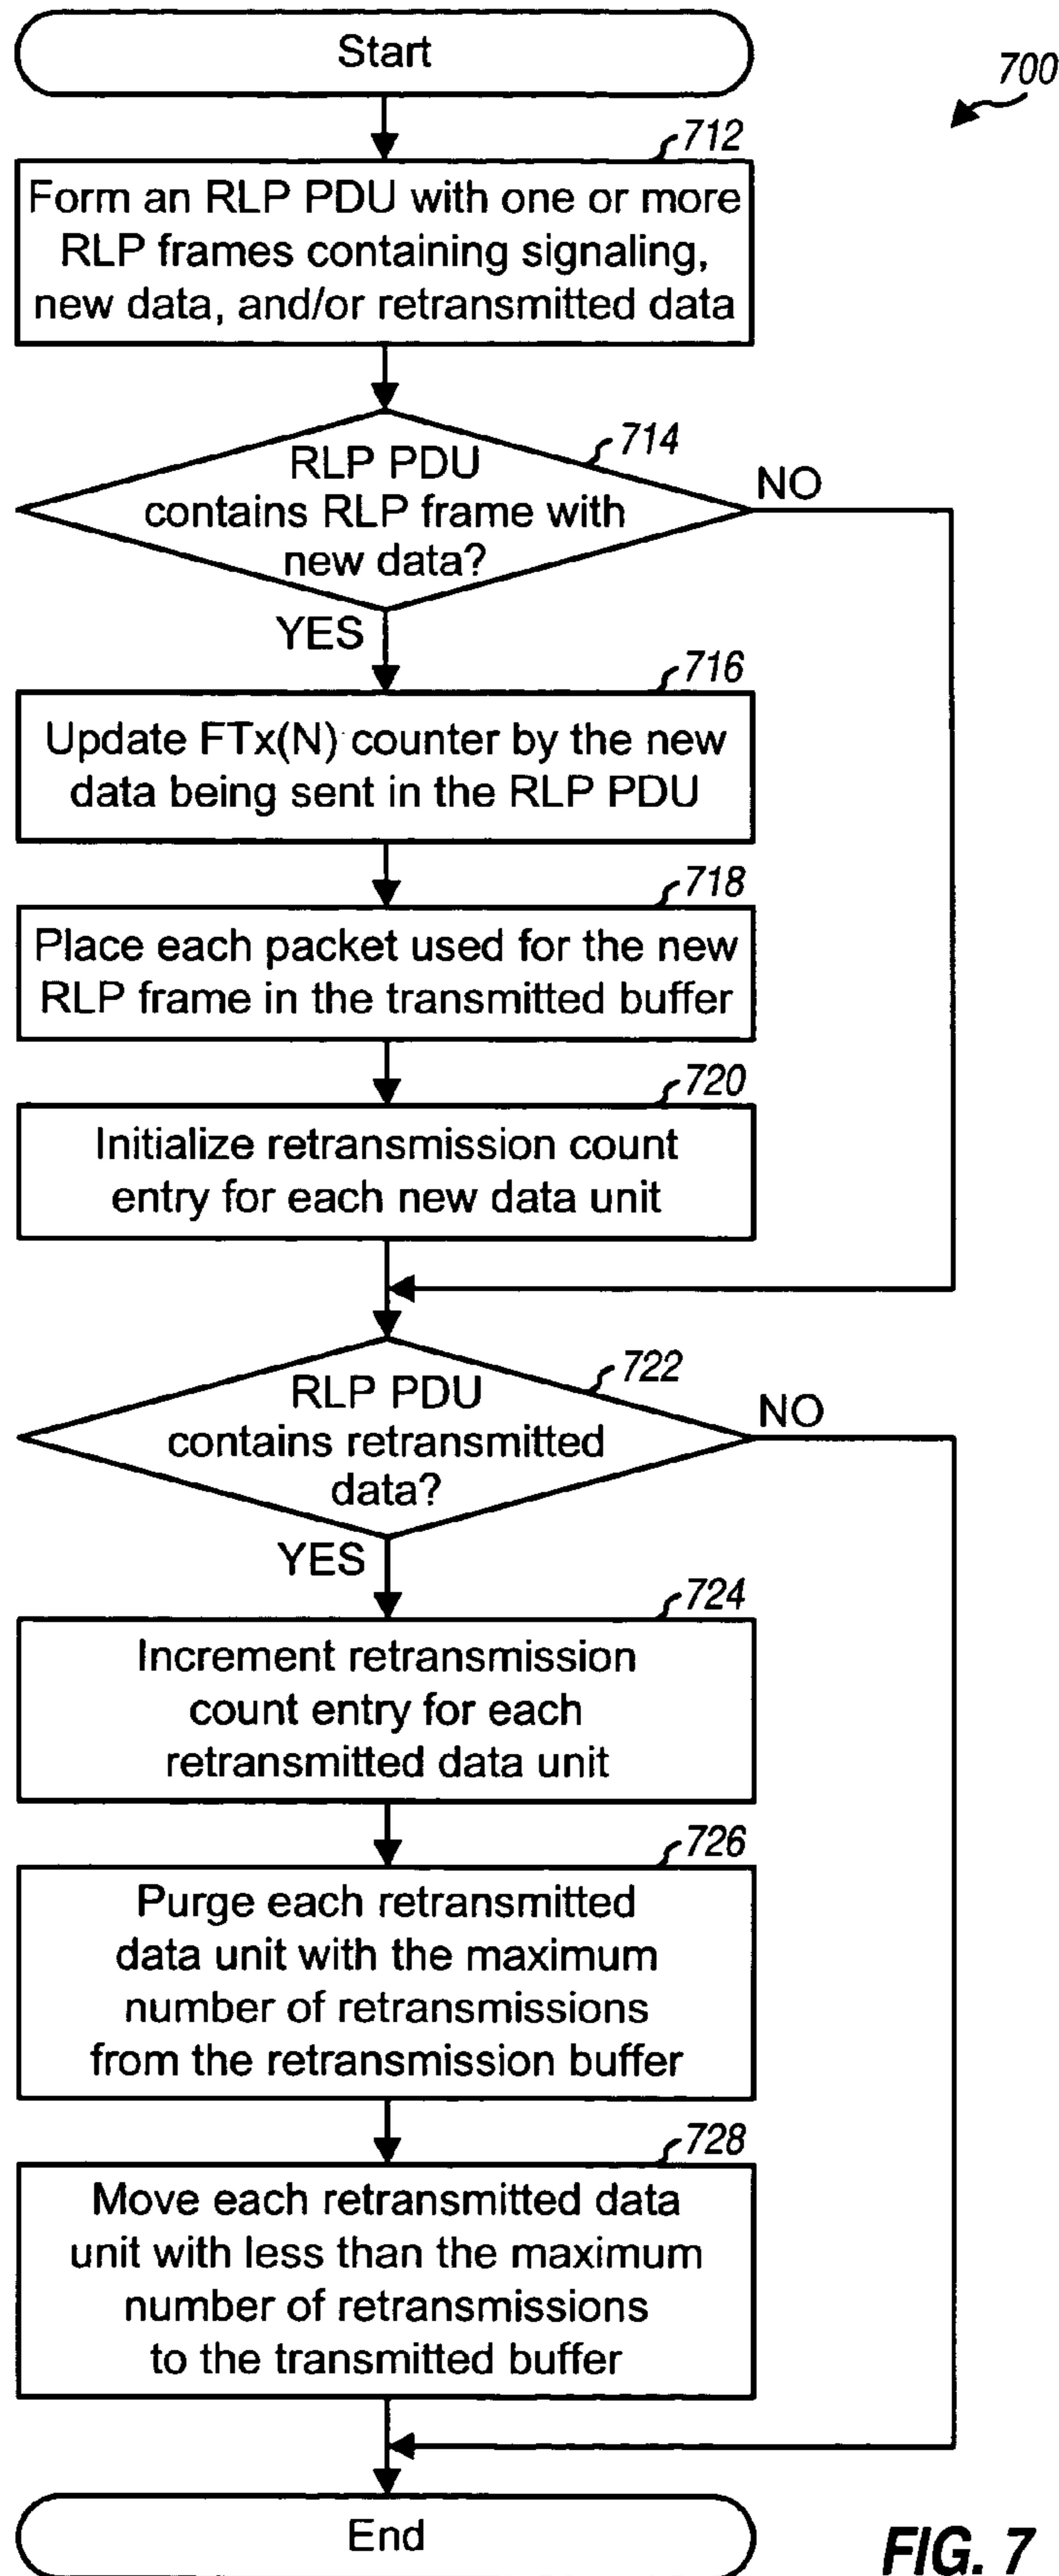 Start
700
712
Form an RLP PDU with one or more
RLP frames containing signaling,
new data, and/or retransmitted data
714
RLP PDU
contains RLP frame with
new data?
NO
YES
716
Update FTx(N) counter by the new
data being sent in the RLP PDU
718
Place each packet used for the new
RLP frame in the transmitted buffer
720
Initialize retransmission count
entry for each new data unit
722
RLP PDU
contains retransmitted
data?
NO
YES
724
Increment retransmission
count entry for each
retransmitted data unit
726
Purge each retransmitted
data unit with the maximum
number of retransmissions
from the retransmission buffer
728
Move each retransmitted data
unit with less than the maximum
number of retransmissions
to the transmitted buffer
End
FIG. 7